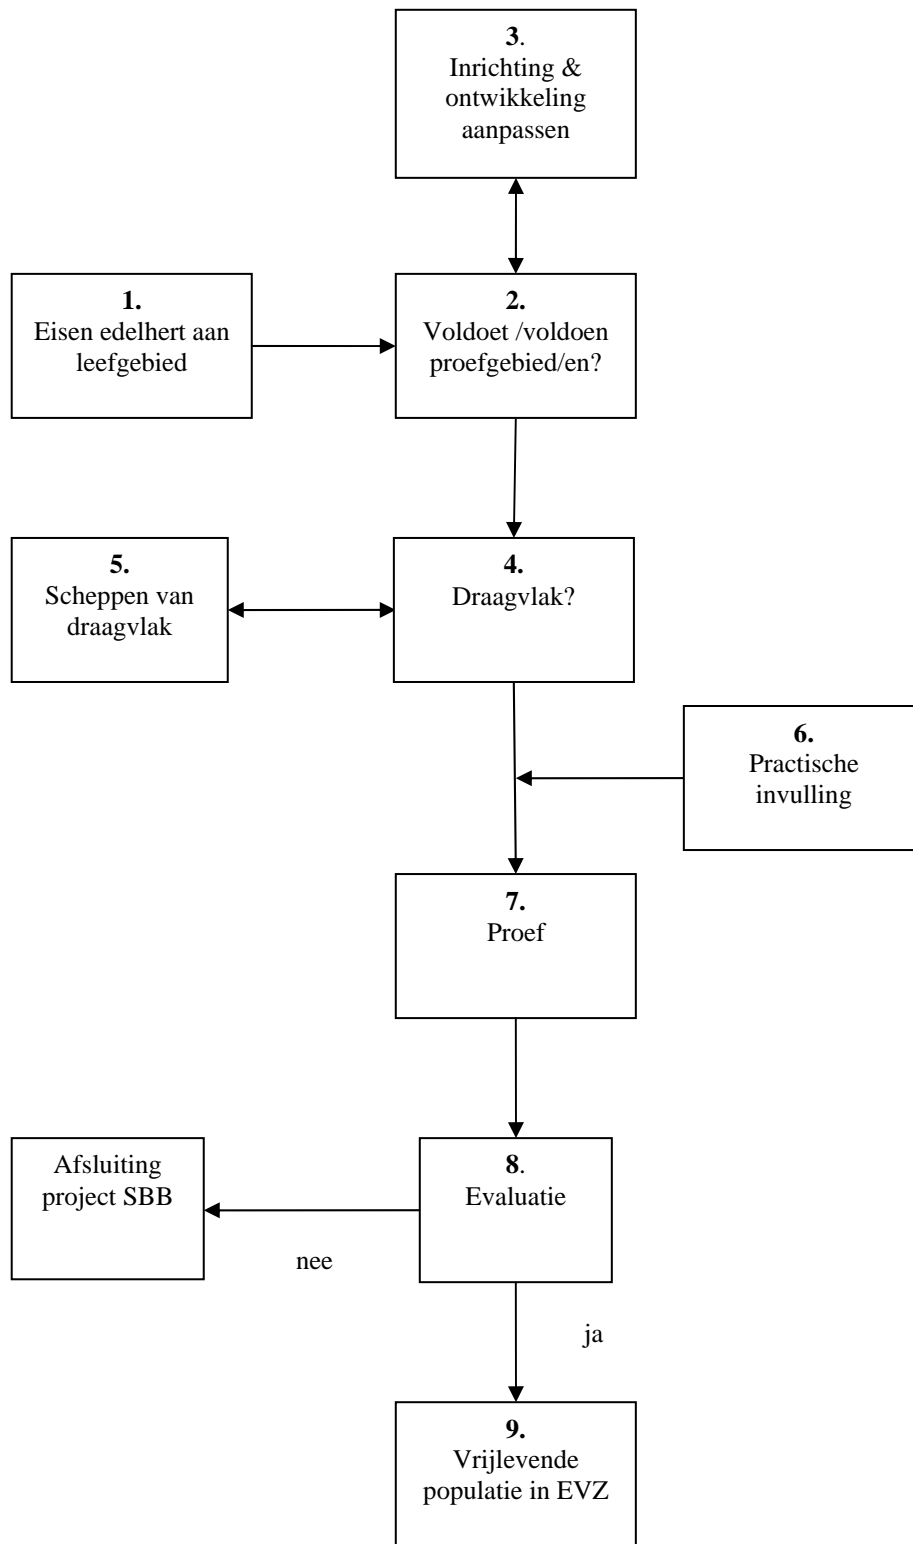 3.
Inrichting &
ontwikkeling
aanpassen
1.
Eisen edelhert aan
leefgebied
2.
Voldoet /voldoen
proefgebied/en?
5.
Scheppen van
draagvlak
4.
Draagvlak?
6.
Practische
invulling
7.
Proef
Afsluiting
project SBB
8.
Evaluatie
nee
ja
9.
Vrijlevende
populatie in EVZ